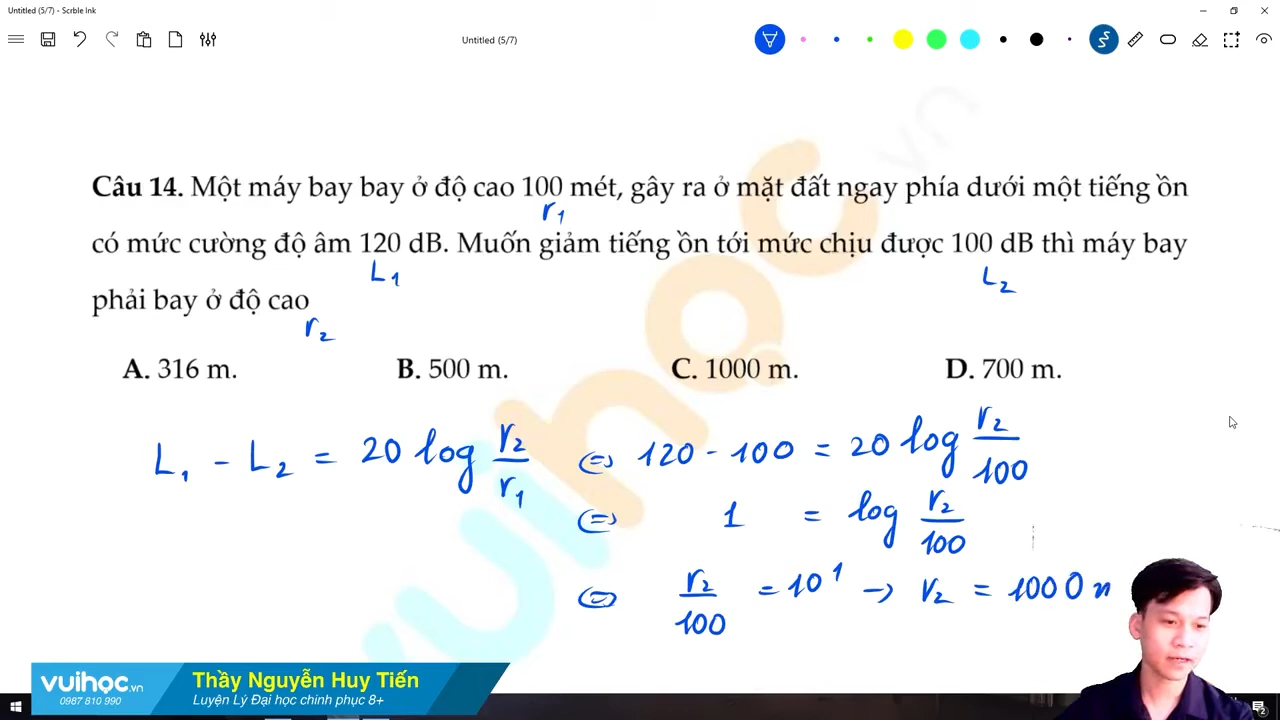 Untitled (5/7) - Scrble Ink
Untitled (5/7)
Câu 14. Một máy bay bay ở độ cao 100 mét, gây ra ở mặt đất ngay phía dưới một tiếng ồn
r₁
có mức cường độ âm 120 dB. Muốn giảm tiếng ồn tới mức chịu được 100 dB thì máy bay
L₁ L₂
phải bay ở độ cao
r₂
A. 316 m. B. 500 m. C. 1000 m. D. 700 m.
L₁ - L₂ = 20 log r₂/r₁ ⇔ 120 - 100 = 20 log r₂/100
⇔ 1 = log r₂/100
⇔ r₂/100 = 10¹ → r₂ = 1000 m
vuihọc.vn
vuihọc.vn
0987 810 990
Thầy Nguyễn Huy Tiến
Luyện Lý Đại học chinh phục 8+
2